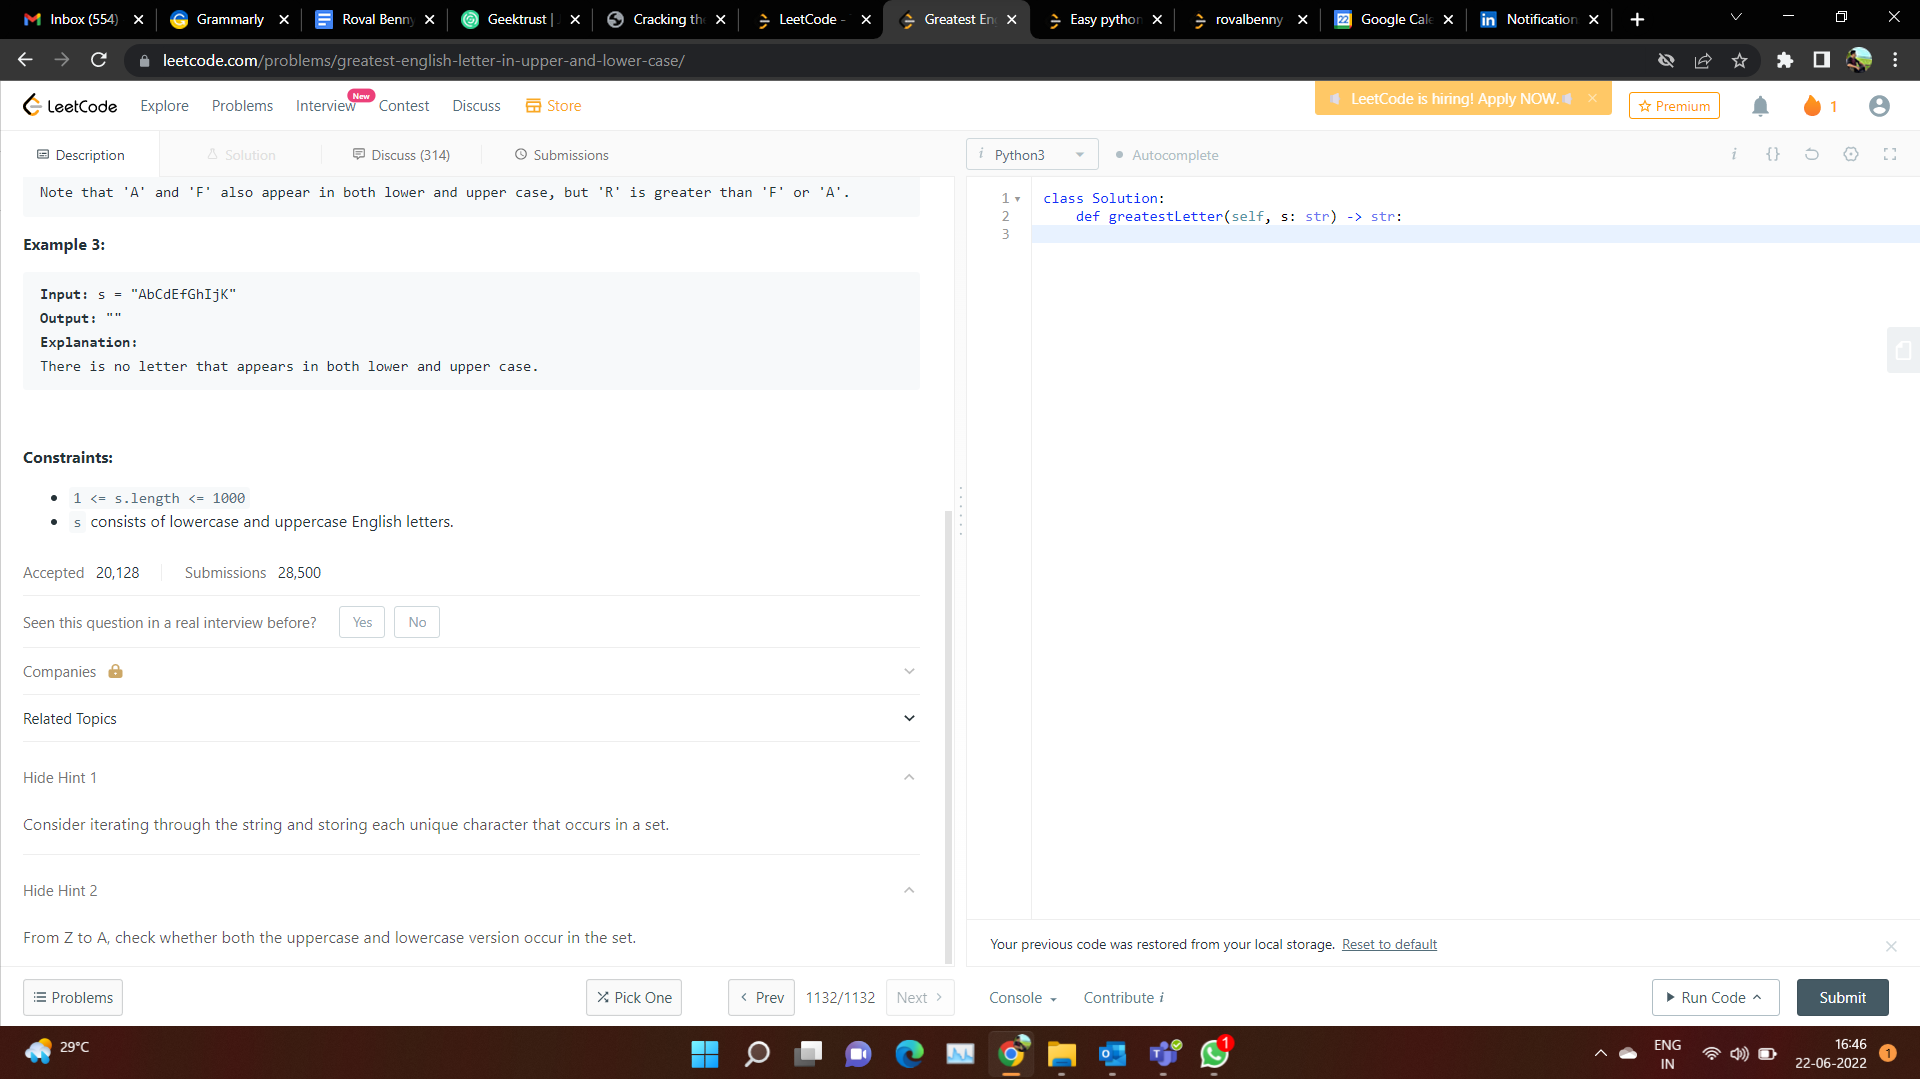 Inbox (554)
Grammarly
Roval Benny
Geektrust |
Cracking the
LeetCode -
Greatest En
Easy python
rovalbenny
Google Cale
Notification
leetcode.com/problems/greatest-english-letter-in-upper-and-lower-case/
LeetCode
Explore
Problems
Interview
New
Contest
Discuss
Store
LeetCode is hiring! Apply NOW.
Premium
1
Description
Solution
Discuss (314)
Submissions
i Python3
Autocomplete
i
{}
Note that 'A' and 'F' also appear in both lower and upper case, but 'R' is greater than 'F' or 'A'.
Example 3:
Input: s = "AbCdEfGhIjK"
Output: ""
Explanation:
There is no letter that appears in both lower and upper case.
Constraints:
1 <= s.length <= 1000
s consists of lowercase and uppercase English letters.
Accepted 20,128
Submissions 28,500
Seen this question in a real interview before?
Yes
No
Companies
Related Topics
Hide Hint 1
Consider iterating through the string and storing each unique character that occurs in a set.
Hide Hint 2
From Z to A, check whether both the uppercase and lowercase version occur in the set.
1 class Solution:
2 def greatestLetter(self, s: str) -> str:
3
Your previous code was restored from your local storage. Reset to default
Problems
Pick One
Prev
1132/1132
Next
Console
Contribute i
Run Code
Submit
29°C
1
ENG
IN
16:46
22-06-2022
1